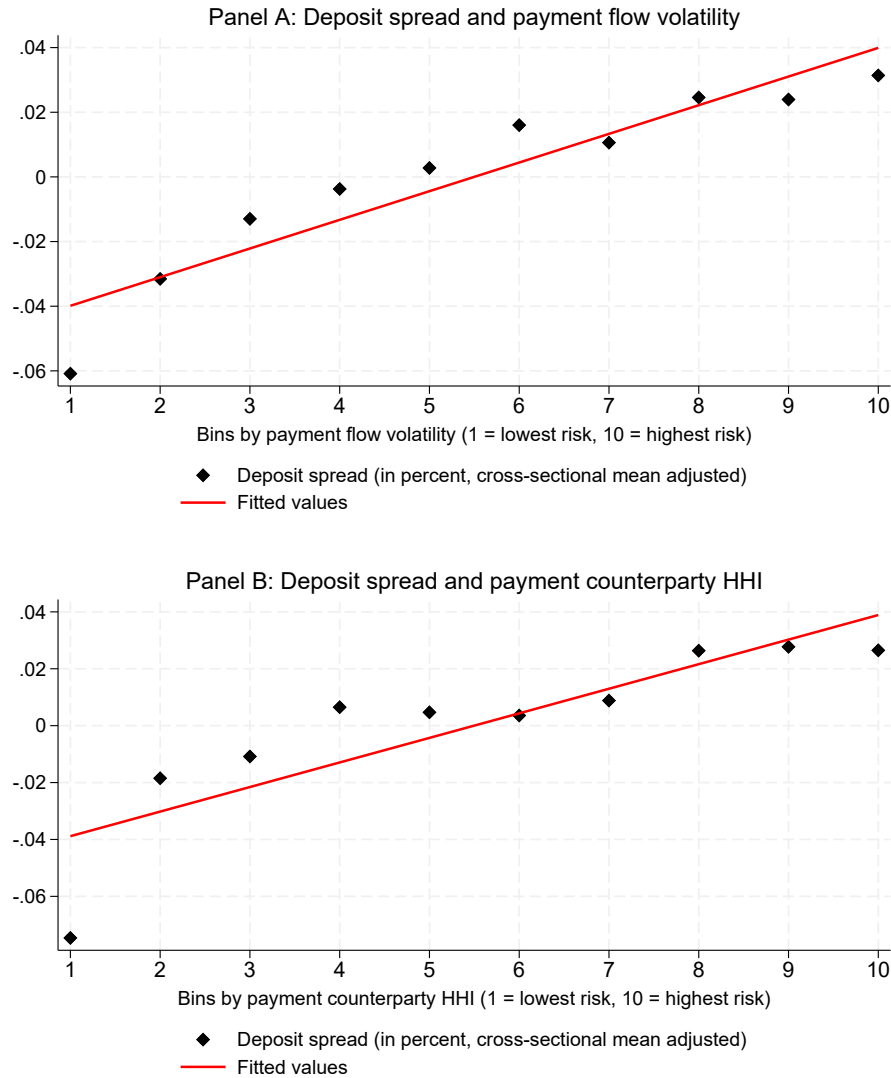 Panel A: Deposit spread and payment flow volatility
.04
.02
0
-.02
-.04
-.06
1 2 3 4 5 6 7 8 9 10
Bins by payment flow volatility (1 = lowest risk, 10 = highest risk)
Deposit spread (in percent, cross-sectional mean adjusted)
Fitted values
Panel B: Deposit spread and payment counterparty HHI
.04
.02
0
-.02
-.04
-.06
1 2 3 4 5 6 7 8 9 10
Bins by payment counterparty HHI (1 = lowest risk, 10 = highest risk)
Deposit spread (in percent, cross-sectional mean adjusted)
Fitted values